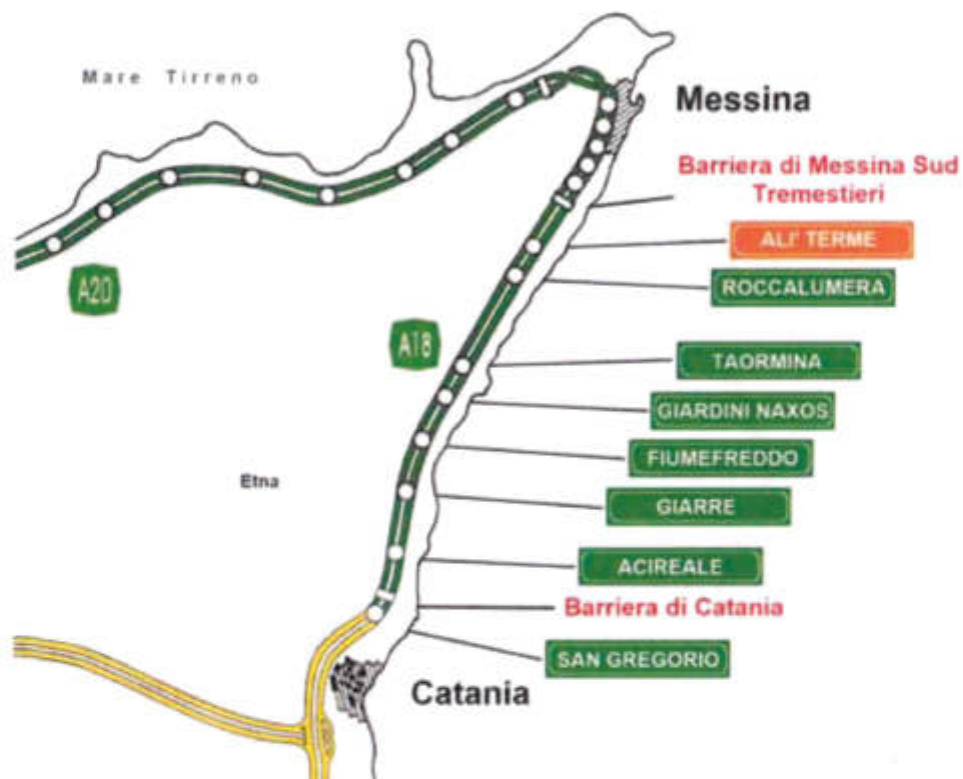 Mare Tirreno
Messina
Barriera di Messina Sud
Tremestieri
ALI' TERME
A20
ROCCALUMERA
A18
TAORMINA
GIARDINI NAXOS
FIUMEFREDDO
Etna
GIARRE
ACIREALE
Barriera di Catania
SAN GREGORIO
Catania